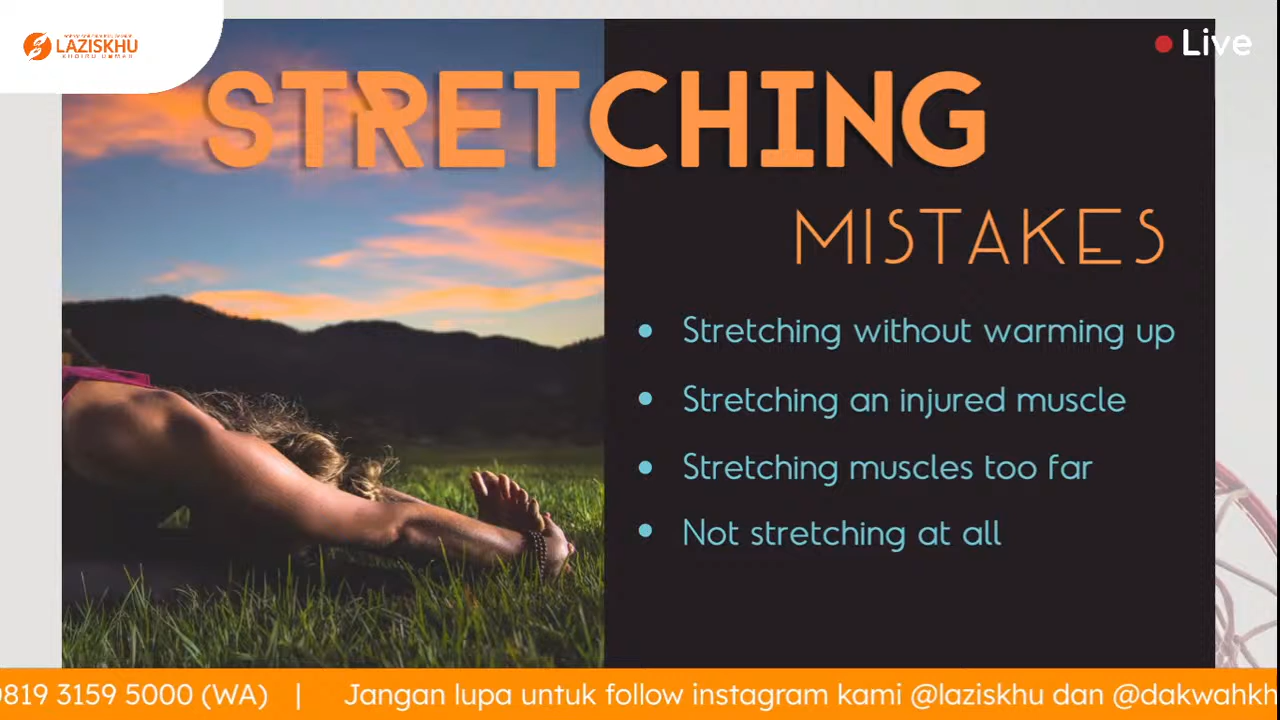 LAZISKHU
Live
STRETCHING
MISTAKES
• Stretching without warming up
• Stretching an injured muscle
• Stretching muscles too far
• Not stretching at all
0819 3159 5000 (WA) | Jangan lupa untuk follow instagram kami @laziskhu dan @dakwahkh